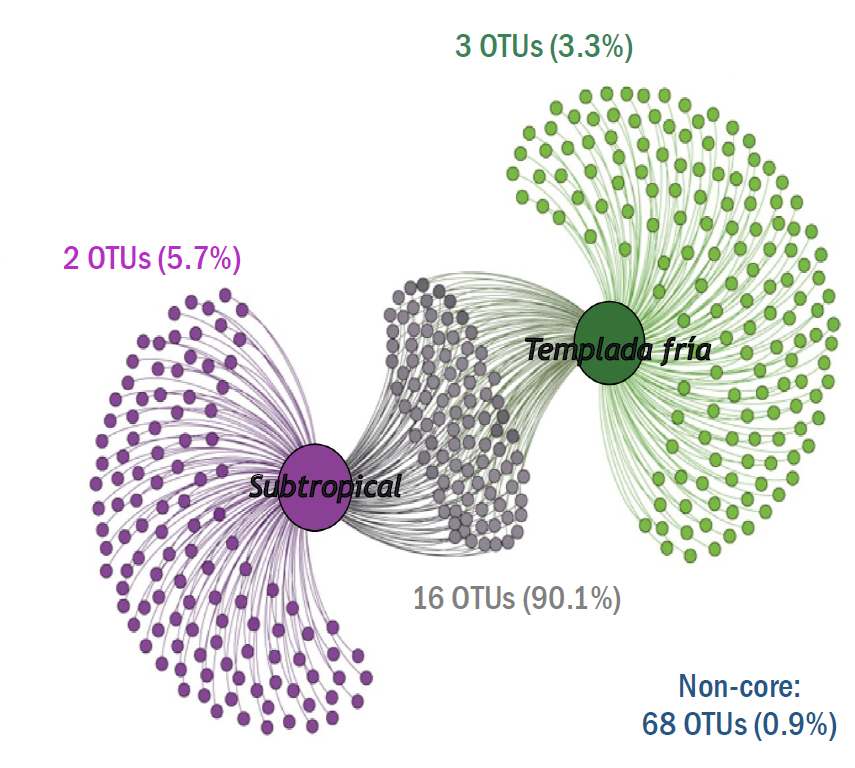 3 OTUs (3.3%)
2 OTUs (5.7%)
Templada fría
Subtropical
16 OTUs (90.1%)
Non-core:
68 OTUs (0.9%)